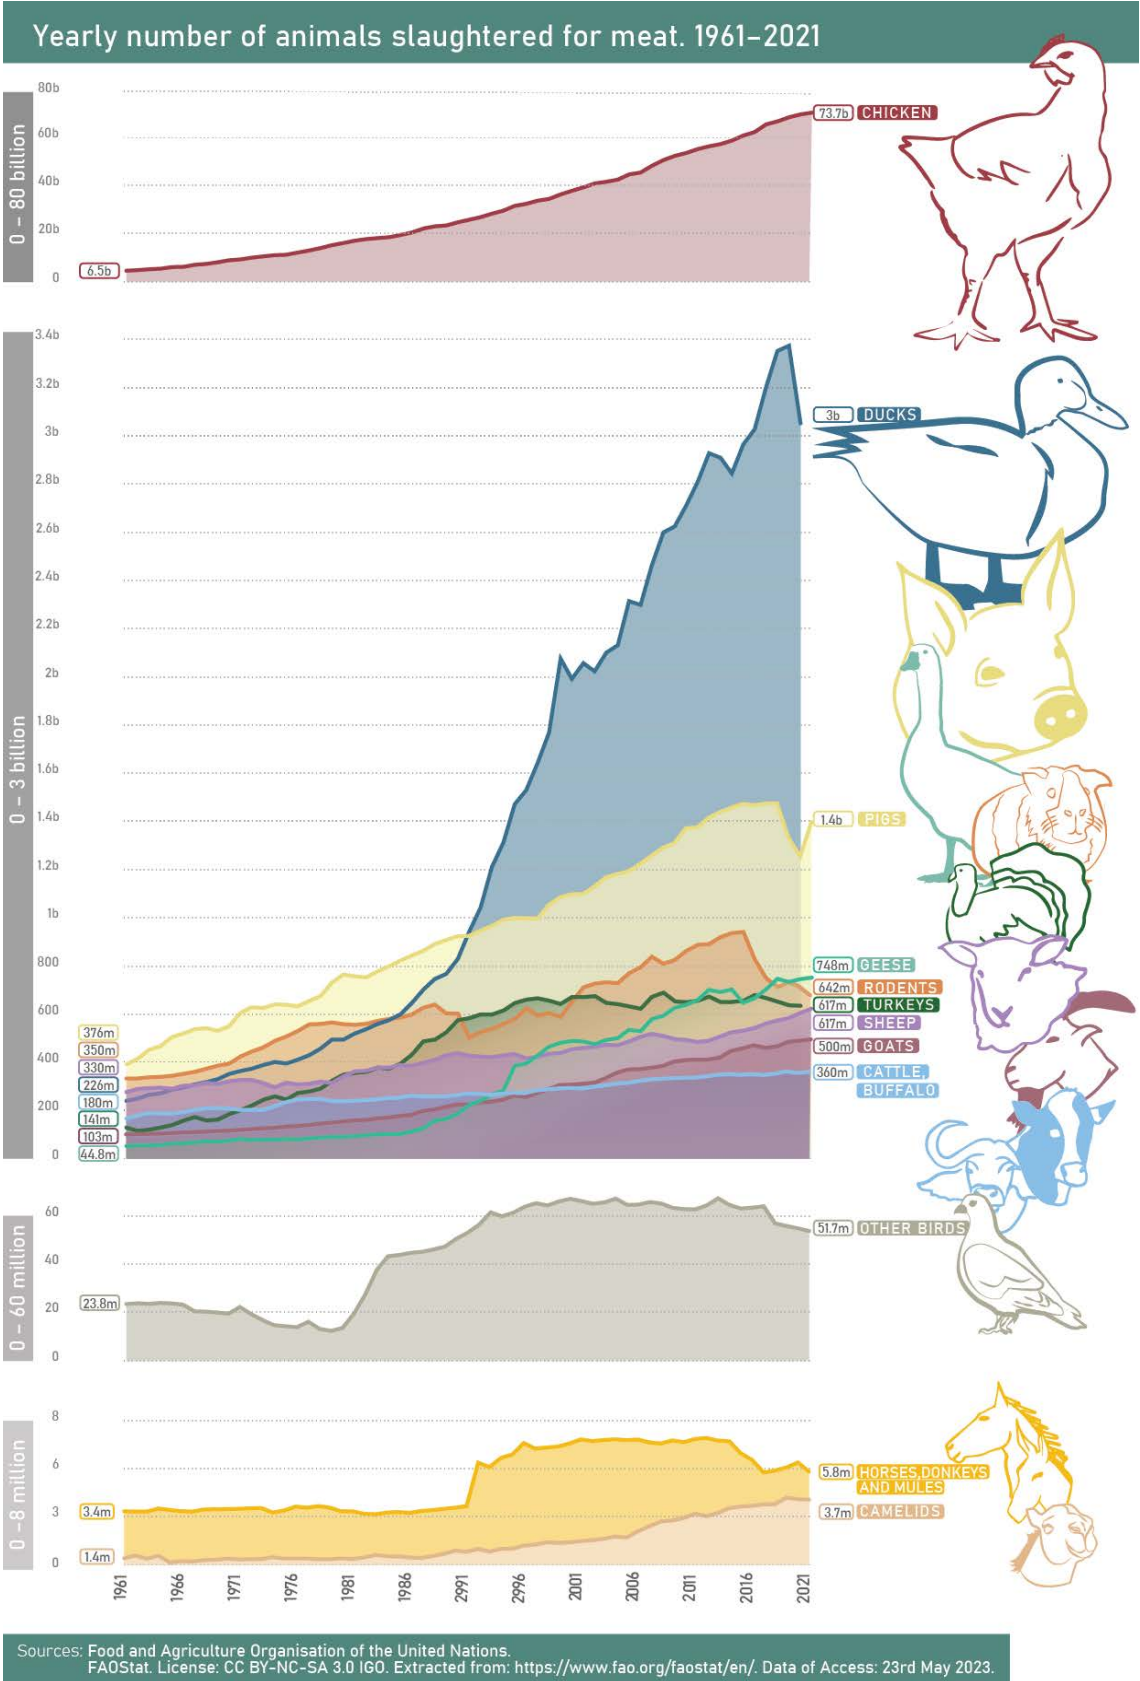 Yearly number of animals slaughtered for meat. 1961–2021
0 – 80 billion
80b
60b
40b
20b
0
6.5b
73.7b CHICKEN
0 – 3 billion
3.4b
3.2b
3b
2.8b
2.6b
2.4b
2.2b
2b
1.8b
1.6b
1.4b
1.2b
1b
800
600
400
200
0
376m
350m
330m
226m
180m
141m
103m
44.8m
3b DUCKS
1.4b PIGS
748m GEESE
642m RODENTS
617m TURKEYS
617m SHEEP
500m GOATS
360m CATTLE,
BUFFALO
0 – 60 million
60
40
20
0
23.8m
51.7m OTHER BIRDS
0 –8 million
8
6
3
0
3.4m
1.4m
5.8m HORSES,DONKEYS
AND MULES
3.7m CAMELIDS
1961
1966
1971
1976
1981
1986
2991
2996
2001
2006
2011
2016
2021
Sources: Food and Agriculture Organisation of the United Nations.
FAOStat. License: CC BY-NC-SA 3.0 IGO. Extracted from: https://www.fao.org/faostat/en/. Data of Access: 23rd May 2023.